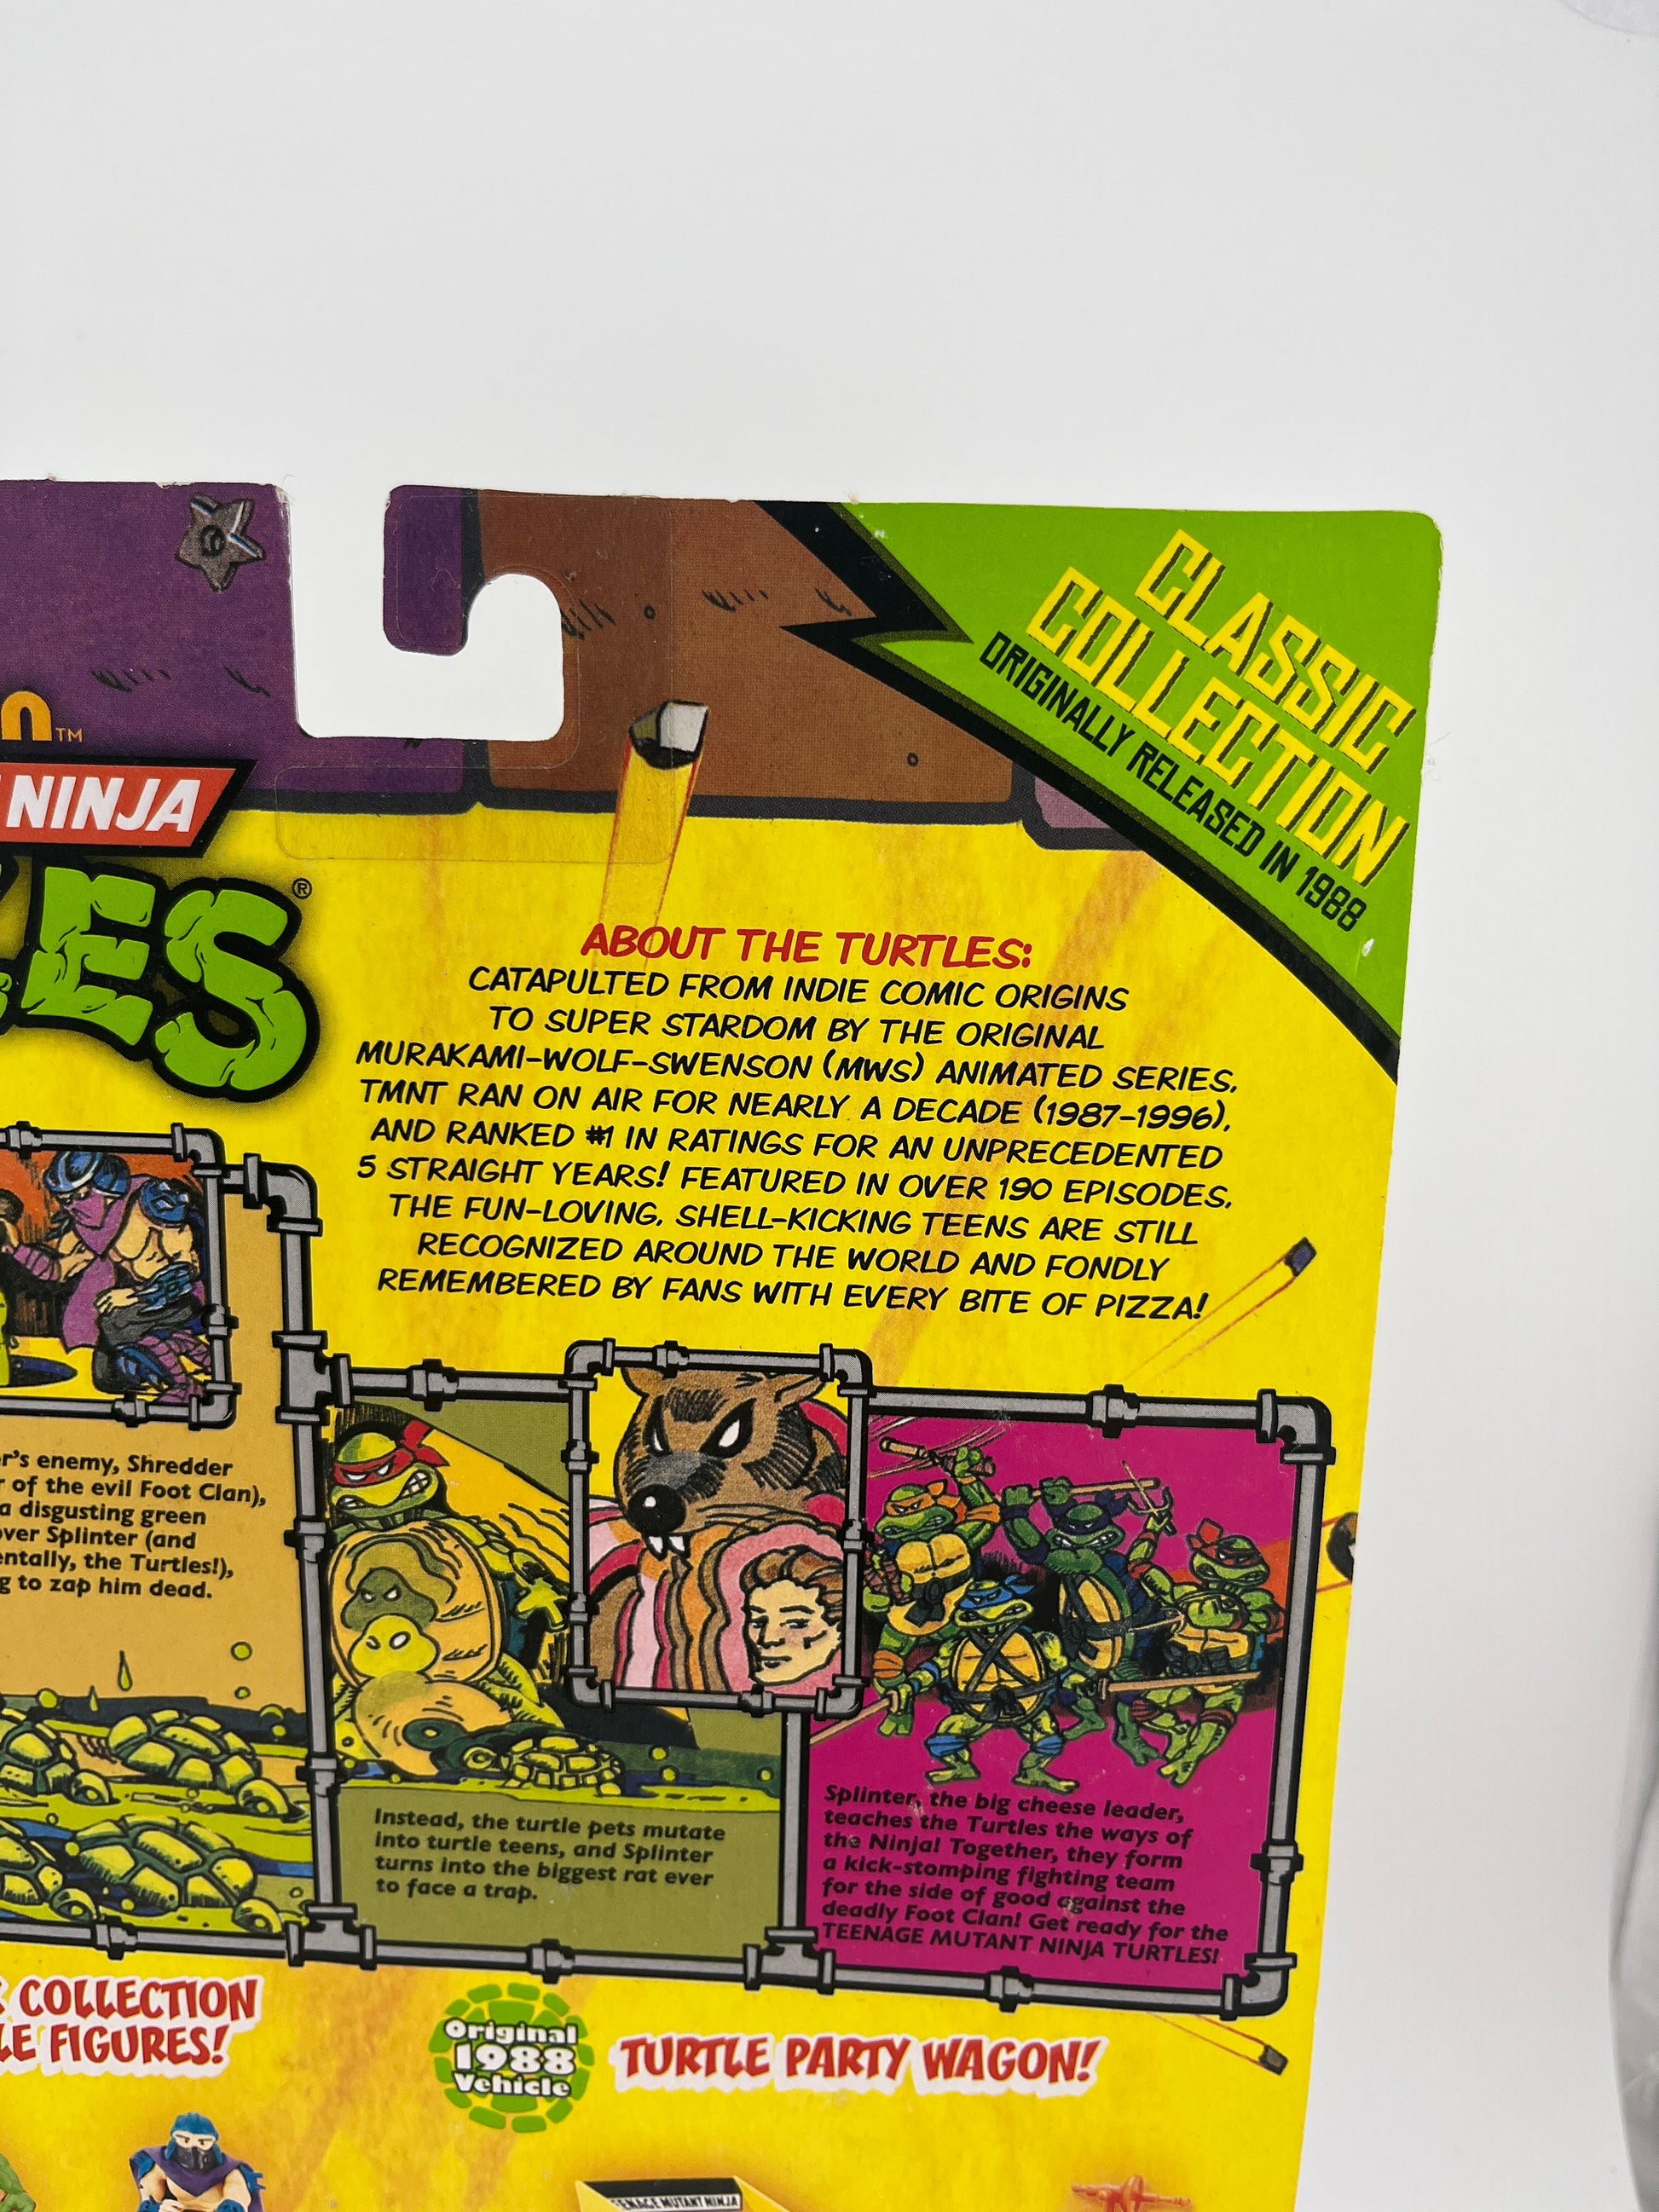 CLASSIC
COLLECTION
ORIGINALLY RELEASED IN 1988
n™
NINJA
ES®
ABOUT THE TURTLES:
CATAPULTED FROM INDIE COMIC ORIGINS
TO SUPER STARDOM BY THE ORIGINAL
MURAKAMI-WOLF-SWENSON (MWS) ANIMATED SERIES,
TMNT RAN ON AIR FOR NEARLY A DECADE (1987-1996),
AND RANKED #1 IN RATINGS FOR AN UNPRECEDENTED
5 STRAIGHT YEARS! FEATURED IN OVER 190 EPISODES,
THE FUN-LOVING, SHELL-KICKING TEENS ARE STILL
RECOGNIZED AROUND THE WORLD AND FONDLY
REMEMBERED BY FANS WITH EVERY BITE OF PIZZA!
r's enemy, Shredder
r of the evil Foot Clan),
a disgusting green
over Splinter (and
entally, the Turtles!),
g to zap him dead.
Instead, the turtle pets mutate
into turtle teens, and Splinter
turns into the biggest rat ever
to face a trap.
Splinter, the big cheese leader,
teaches the Turtles the ways of
the Ninja! Together, they form
a kick-stomping fighting team
for the side of good against the
deadly Foot Clan! Get ready for the
TEENAGE MUTANT NINJA TURTLES!
COLLECTION
LE FIGURES!
Original
1988
Vehicle
TURTLE PARTY WAGON!
EENAGE MUTANT NINJA